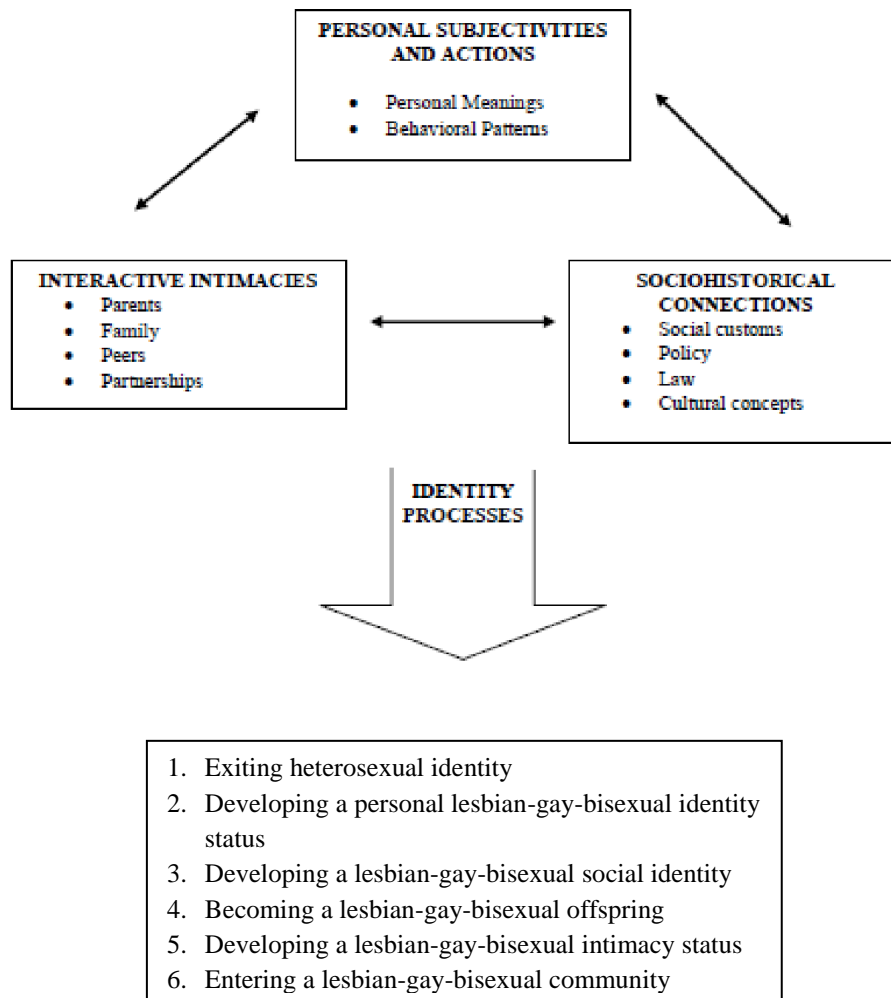 PERSONAL SUBJECTIVITIES
AND ACTIONS
• Personal Meanings
• Behavioral Patterns
INTERACTIVE INTIMACIES
• Parents
• Family
• Peers
• Partnerships
SOCIOHISTORICAL
CONNECTIONS
• Social customs
• Policy
• Law
• Cultural concepts
IDENTITY
PROCESSES
1. Exiting heterosexual identity
2. Developing a personal lesbian-gay-bisexual identity
status
3. Developing a lesbian-gay-bisexual social identity
4. Becoming a lesbian-gay-bisexual offspring
5. Developing a lesbian-gay-bisexual intimacy status
6. Entering a lesbian-gay-bisexual community